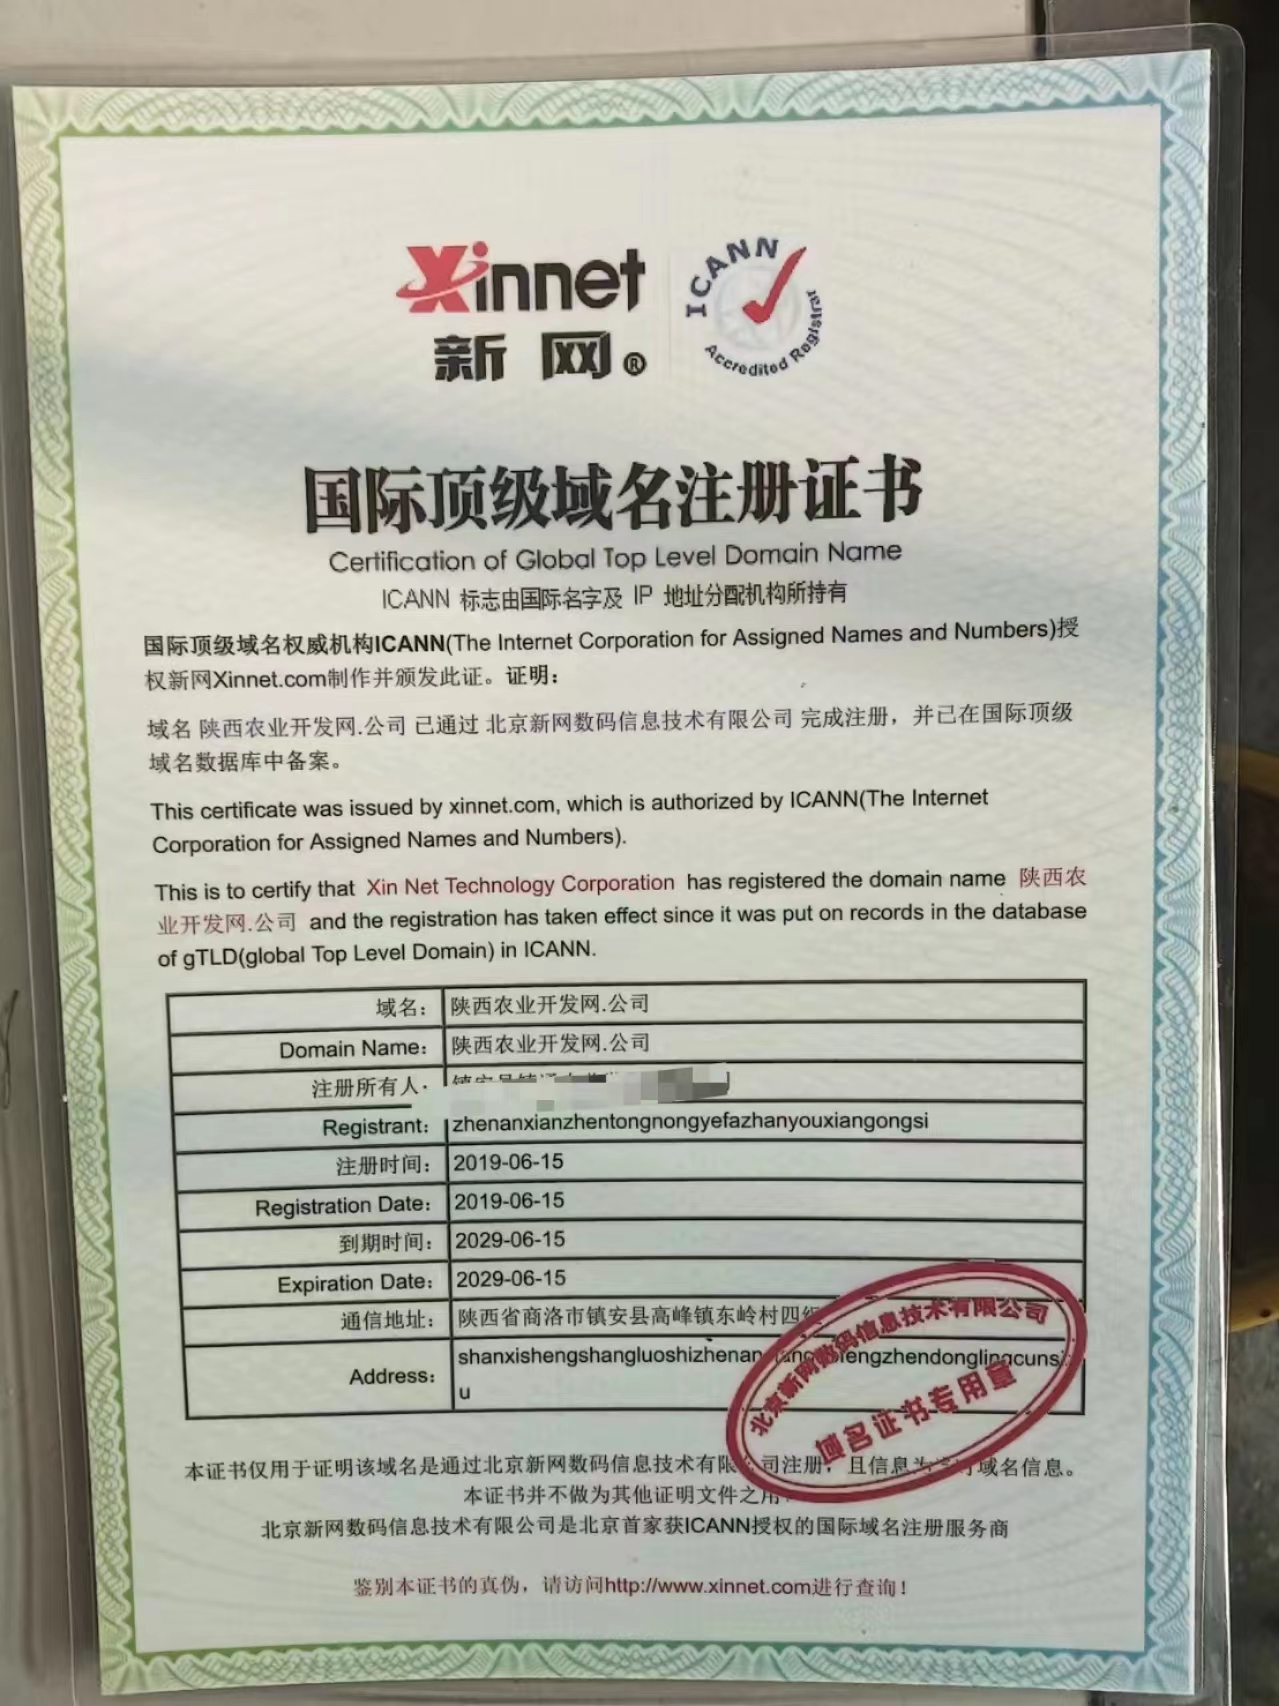 Xinnet
新网®
ICANN
Accredited Registrar
国际顶级域名注册证书
Certification of Global Top Level Domain Name
ICANN 标志由国际名字及 IP 地址分配机构所持有
国际顶级域名权威机构ICANN(The Internet Corporation for Assigned Names and Numbers)授
权新网Xinnet.com制作并颁发此证。证明：
域名 陕西农业开发网.公司 已通过 北京新网数码信息技术有限公司 完成注册，并已在国际顶级
域名数据库中备案。
This certificate was issued by xinnet.com, which is authorized by ICANN(The Internet
Corporation for Assigned Names and Numbers).
This is to certify that Xin Net Technology Corporation has registered the domain name 陕西农
业开发网.公司 and the registration has taken effect since it was put on records in the database
of gTLD(global Top Level Domain) in ICANN.
域名： 陕西农业开发网.公司
Domain Name: 陕西农业开发网.公司
注册所有人
Registrant: zhenanxianzhentongnongyefazhanyouxiangongsi
注册时间： 2019-06-15
Registration Date: 2019-06-15
到期时间： 2029-06-15
Expiration Date: 2029-06-15
通信地址： 陕西省商洛市镇安县高峰镇东岭村四组
Address: shanxishengshangluoshizhenan engzhendonglingcuns
u
北京新网数码信息技术有限公司
域名证书专用章
本证书仅用于证明该域名是通过北京新网数码信息技术有限 司注册，且信息为 域名信息。
本证书并不做为其他证明文件之用
北京新网数码信息技术有限公司是北京首家获ICANN授权的国际域名注册服务商
鉴别本证书的真伪，请访问http://www.xinnet.com进行查询！